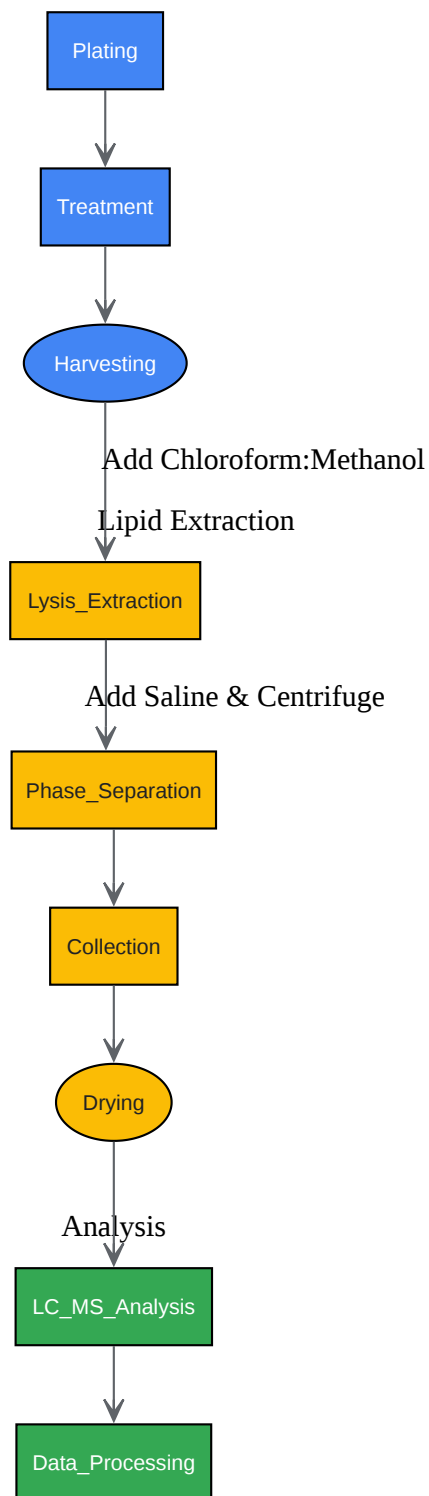 Plating
Treatment
Harvesting
Add Chloroform:Methanol
Lipid Extraction
Lysis_Extraction
Add Saline & Centrifuge
Phase_Separation
Collection
Drying
Analysis
LC_MS_Analysis
Data_Processing